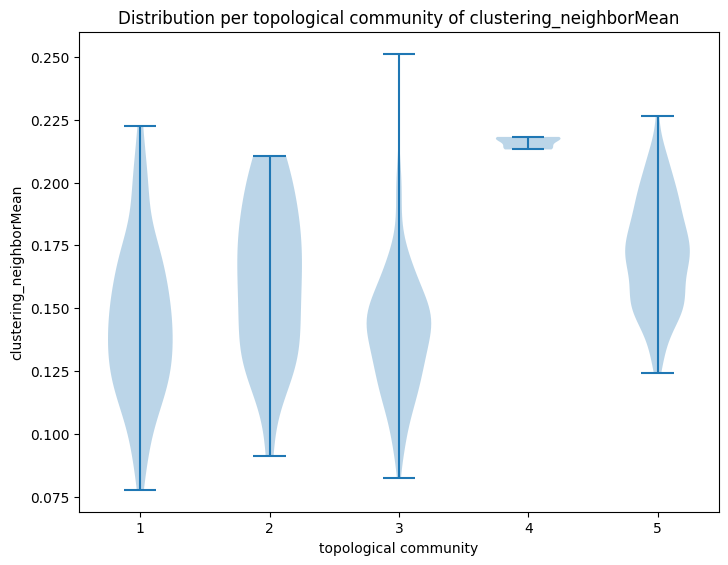 Distribution per topological community of clustering_neighborMean
0.250
0.225
0.200
0.175
0.150
0.125
0.100
0.075
clustering_neighborMean
1 2 3 4 5
topological community